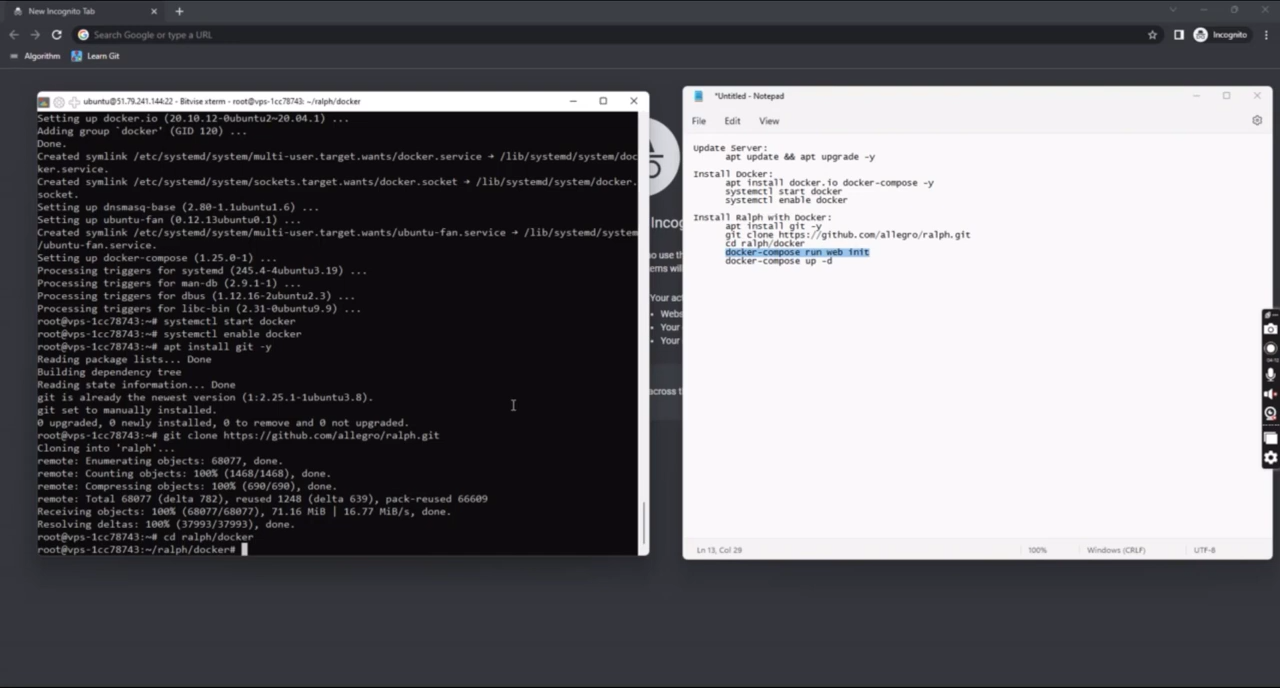 New Incognito Tab
Search Google or type a URL
Incognito
Algorithm
Learn Git
ubuntu@51.79.241.144:22 - Bitvise xterm - root@vps-1cc78743: ~/ralph/docker
Setting up docker.io (20.10.12-0ubuntu2~20.04.1) ...
Adding group `docker' (GID 120) ...
Done.
Created symlink /etc/systemd/system/multi-user.target.wants/docker.service → /lib/systemd/system/doc
ker.service.
Created symlink /etc/systemd/system/sockets.target.wants/docker.socket → /lib/systemd/system/docker.
socket.
Setting up dnsmasq-base (2.80-1.1ubuntu1.6) ...
Setting up ubuntu-fan (0.12.13ubuntu0.1) ...
Created symlink /etc/systemd/system/multi-user.target.wants/ubuntu-fan.service → /lib/systemd/system
/ubuntu-fan.service.
Setting up docker-compose (1.25.0-1) ...
Processing triggers for systemd (245.4-4ubuntu3.19) ...
Processing triggers for man-db (2.9.1-1) ...
Processing triggers for dbus (1.12.16-2ubuntu2.3) ...
Processing triggers for libc-bin (2.31-0ubuntu9.9) ...
root@vps-1cc78743:~# systemctl start docker
root@vps-1cc78743:~# systemctl enable docker
root@vps-1cc78743:~# apt install git -y
Reading package lists... Done
Building dependency tree
Reading state information... Done
git is already the newest version (1:2.25.1-1ubuntu3.8).
git set to manually installed.
0 upgraded, 0 newly installed, 0 to remove and 0 not upgraded.
root@vps-1cc78743:~# git clone https://github.com/allegro/ralph.git
Cloning into 'ralph'...
remote: Enumerating objects: 68077, done.
remote: Counting objects: 100% (1468/1468), done.
remote: Compressing objects: 100% (690/690), done.
remote: Total 68077 (delta 782), reused 1248 (delta 639), pack-reused 66609
Receiving objects: 100% (68077/68077), 71.16 MiB | 16.77 MiB/s, done.
Resolving deltas: 100% (37993/37993), done.
root@vps-1cc78743:~# cd ralph/docker
root@vps-1cc78743:~/ralph/docker#
Incog
o use th
ems will
Your act
• Webs
• Your
• Your
across t
*Untitled - Notepad
File Edit View
Update Server:
apt update && apt upgrade -y
Install Docker:
apt install docker.io docker-compose -y
systemctl start docker
systemctl enable docker
Install Ralph with Docker:
apt install git -y
git clone https://github.com/allegro/ralph.git
cd ralph/docker
docker-compose run web init
docker-compose up -d
Ln 13, Col 29
100%
Windows (CRLF)
UTF-8